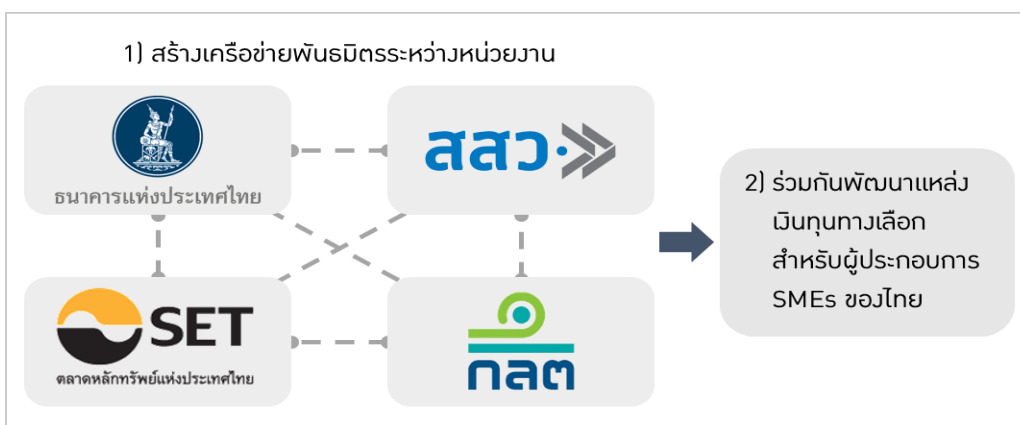 1) สร้างเครือข่ายพันธมิตรระหว่างหน่วยงาน
ธนาคารแห่งประเทศไทย
สสว
SET
ตลาดหลักทรัพย์แห่งประเทศไทย
กลต
2) ร่วมกันพัฒนาแหล่ง
เงินทุนทางเลือก
สำหรับผู้ประกอบการ
SMEs ของไทย